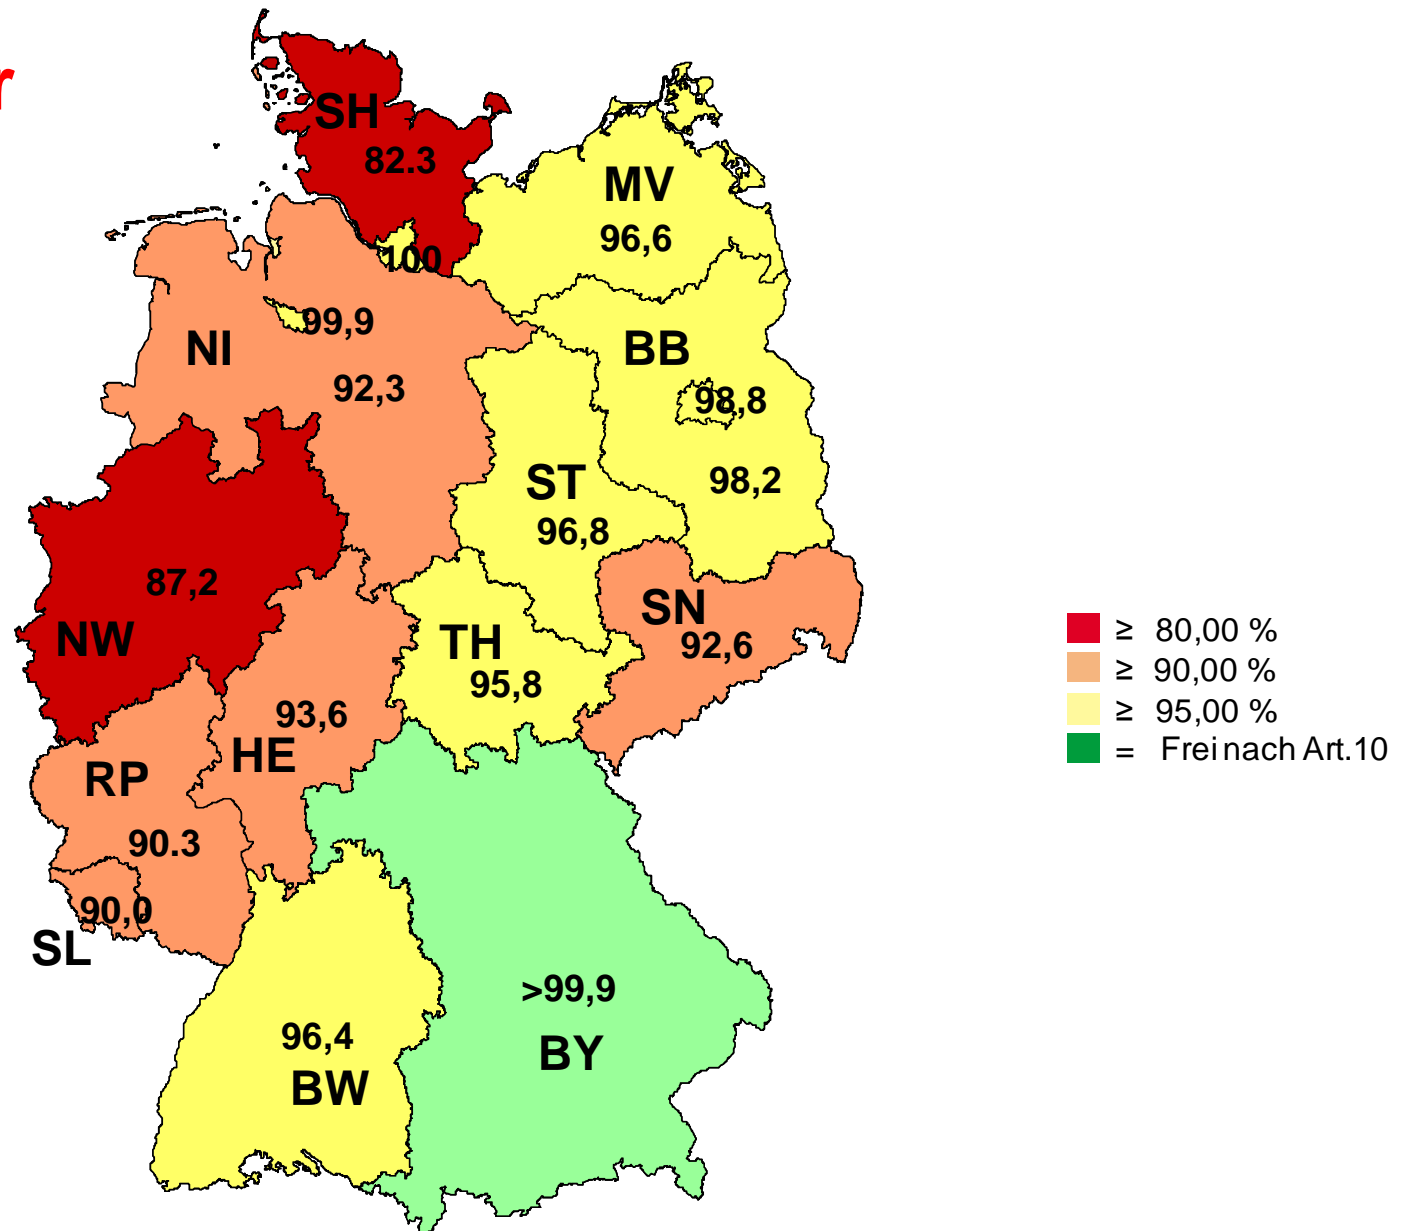 r
SH
82.3
MV
96,6
100
99,9
NI
BB
92,3
98,8
ST
98,2
96,8
87,2
SN
NW
TH
92,6
95,8
93,6
HE
RP
90.3
90,0
SL
>99,9
96,4
BY
BW
≥ 80,00 %
≥ 90,00 %
≥ 95,00 %
= Frei nach Art.10